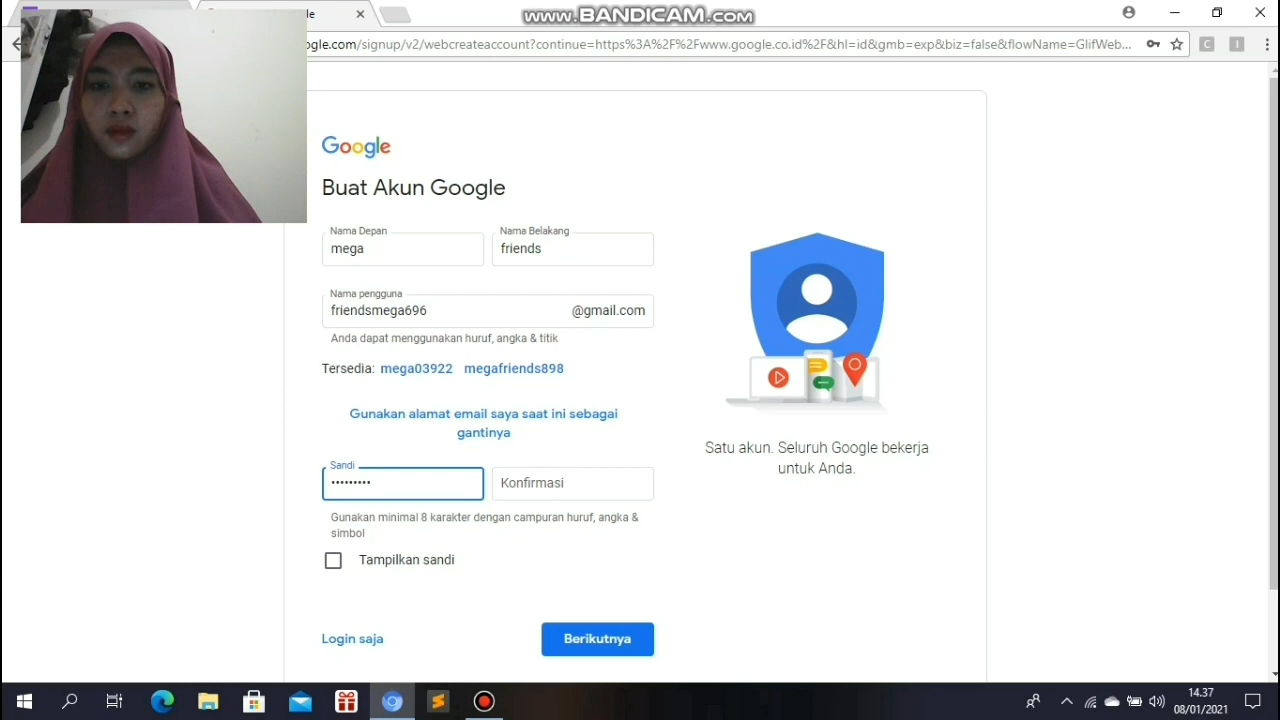 www.BANDICAM.com
le
gle.com/signup/v2/webcreateaccount?continue=https%3A%2F%2Fwww.google.co.id%2F&hl=id&gmb=exp&biz=false&flowName=GlifWeb...
C
I
Google
Buat Akun Google
Nama Depan
Nama Belakang
mega
friends
Nama pengguna
friendsmega696
@gmail.com
Anda dapat menggunakan huruf, angka & titik
Tersedia: mega03922 megafriends898
Gunakan alamat email saya saat ini sebagai
gantinya
Sandi
•••••••••
Konfirmasi
Gunakan minimal 8 karakter dengan campuran huruf, angka &
simbol
Tampilkan sandi
Login saja
Berikutnya
Satu akun. Seluruh Google bekerja
untuk Anda.
14.37
08/01/2021